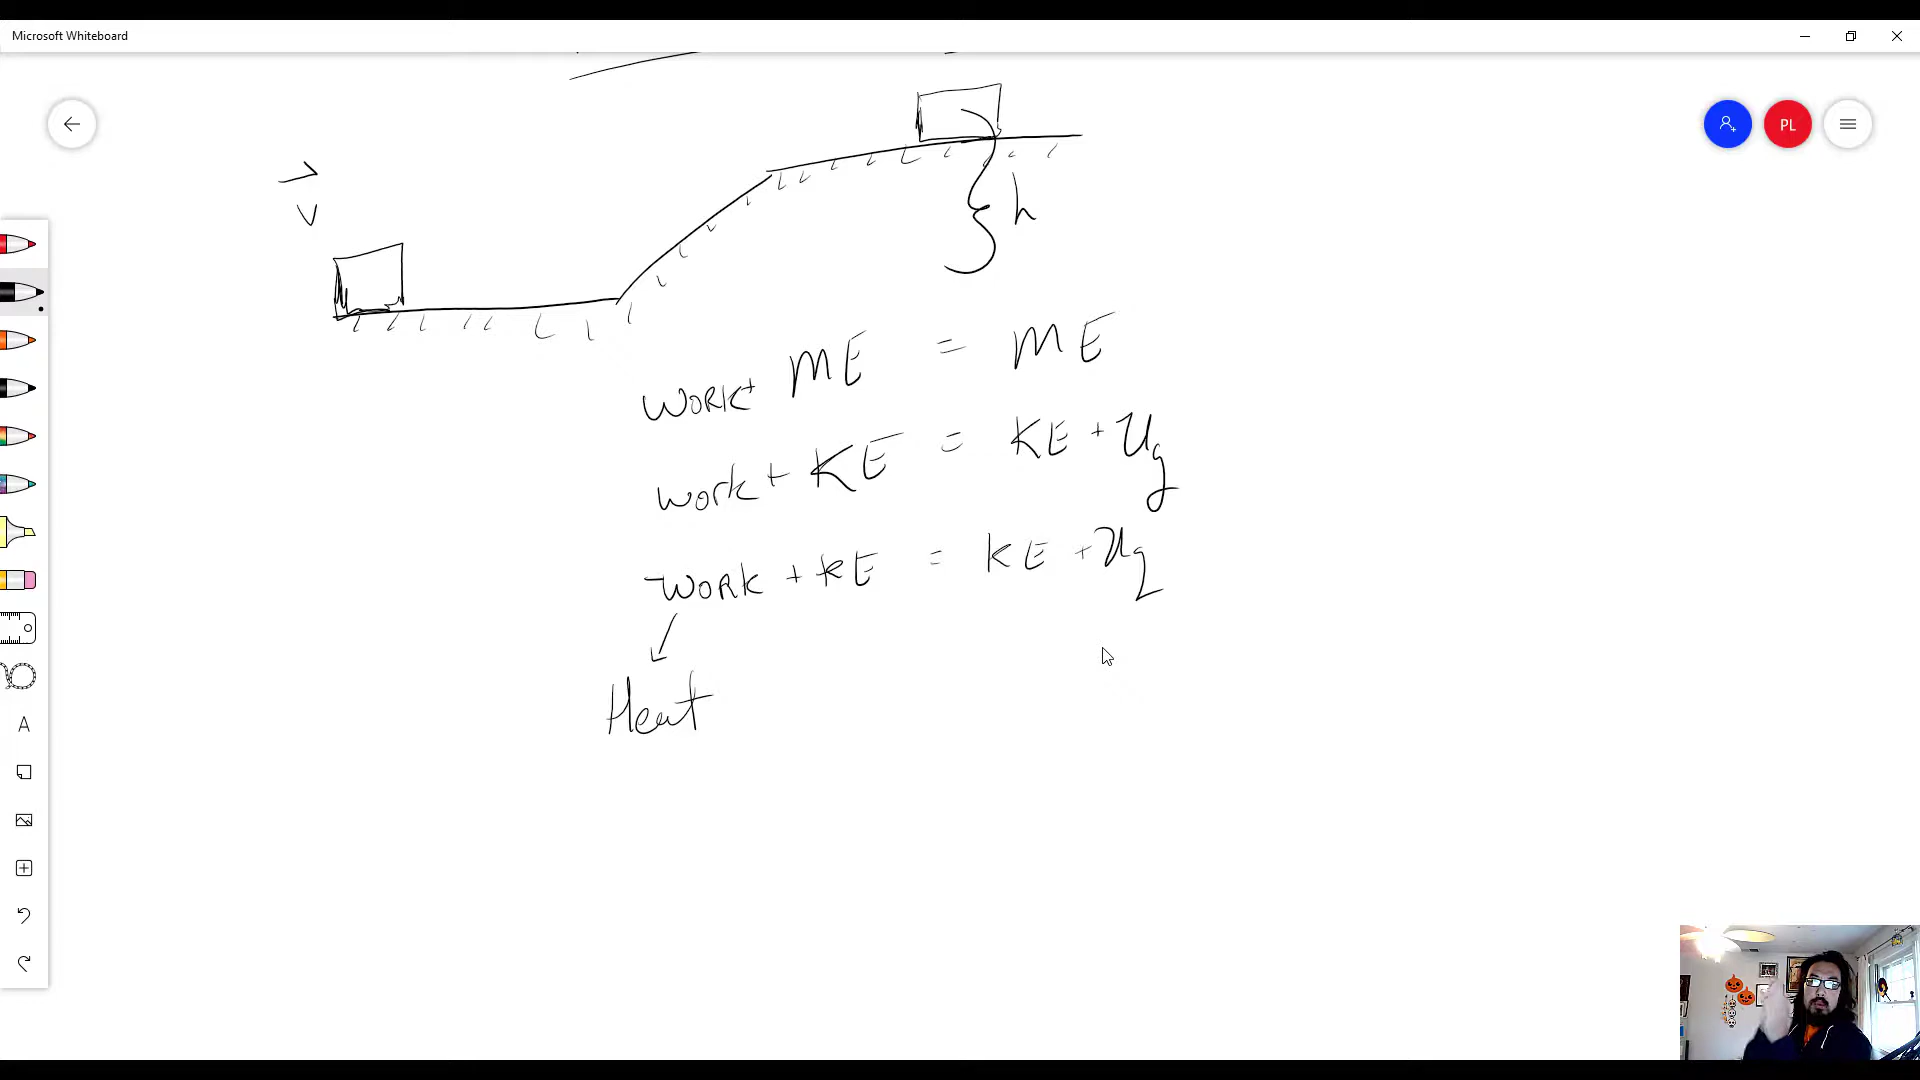 Microsoft Whiteboard
PL
v
h
WORK+ ME = ME
work + KE = KE + Ug
-WORK + KE = KE + Ug
Heat
A